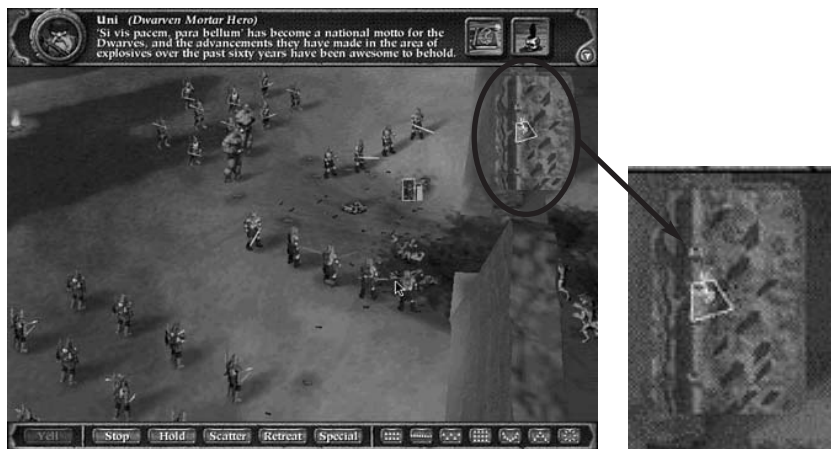 Uni (Dwarven Mortar Hero)
'Si vis pacem, para bellum' has become a national motto for the
Dwarves, and the advancements they have made in the area of
explosives over the past sixty years have been awesome to behold.
Yell Stop Hold Scatter Retreat Special